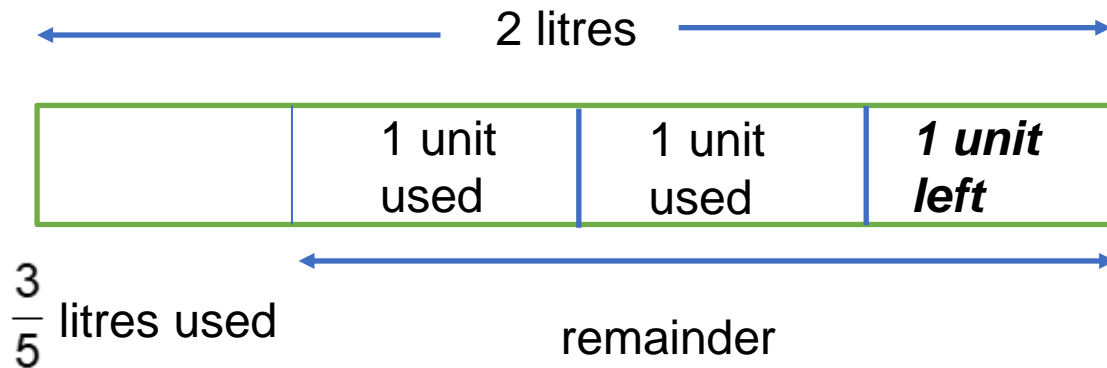 2 litres
1 unit used
1 unit used
1 unit left
3/5 litres used
remainder